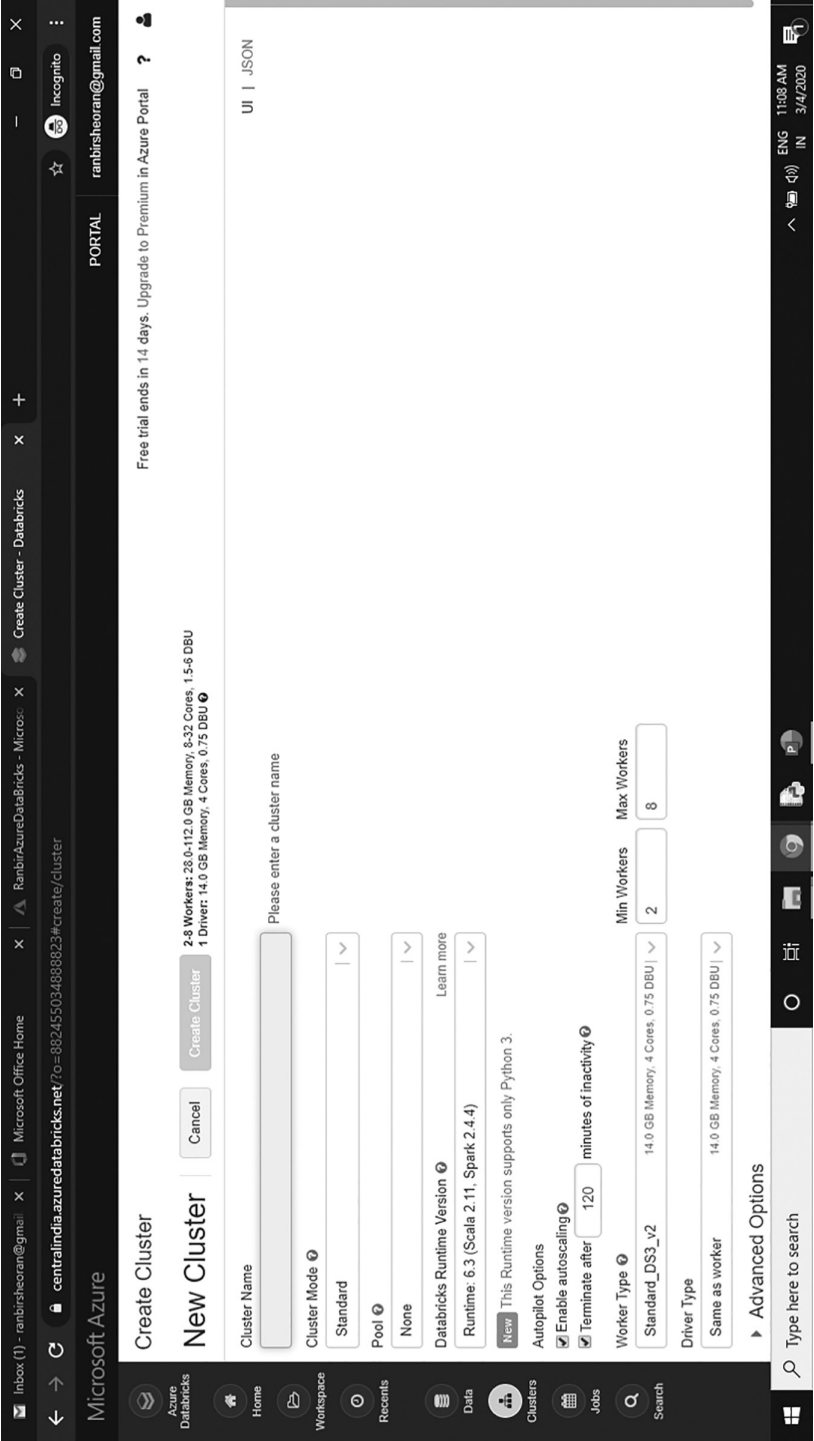 Inbox (1) - ranbirsheoran@gmail
Microsoft Office Home
RanbirAzureDataBricks - Microso
Create Cluster - Databricks
centralindia.azuredatabricks.net/?o=882455034888823#create/cluster
Incognito
Microsoft Azure
PORTAL
ranbirsheoran@gmail.com
Azure
Databricks
Home
Workspace
Recents
Data
Clusters
Jobs
Search
Create Cluster
Free trial ends in 14 days. Upgrade to Premium in Azure Portal
?
New Cluster
Cancel
Create Cluster
2-8 Workers: 28.0-112.0 GB Memory, 8-32 Cores, 1.5-6 DBU
1 Driver: 14.0 GB Memory, 4 Cores, 0.75 DBU ?
UI | JSON
Cluster Name
Please enter a cluster name
Cluster Mode ?
Standard
Pool ?
None
Databricks Runtime Version ?
Learn more
Runtime: 6.3 (Scala 2.11, Spark 2.4.4)
New This Runtime version supports only Python 3.
Autopilot Options
Enable autoscaling ?
Terminate after 120 minutes of inactivity ?
Worker Type ?
Min Workers
Max Workers
Standard_DS3_v2
14.0 GB Memory, 4 Cores, 0.75 DBU
2
8
Driver Type
Same as worker
14.0 GB Memory, 4 Cores, 0.75 DBU
Advanced Options
Type here to search
ENG
IN
11:08 AM
3/4/2020
1